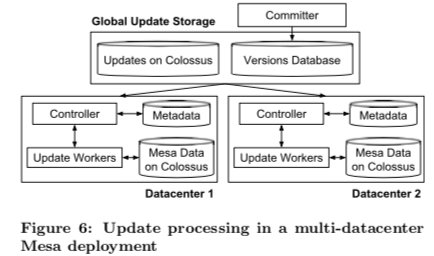 Committer
Global Update Storage
Updates on Colossus
Versions Database
Controller
Metadata
Update Workers
Mesa Data
on Colossus
Datacenter 1
Controller
Metadata
Update Workers
Mesa Data
on Colossus
Datacenter 2
Figure 6: Update processing in a multi-datacenter
Mesa deployment